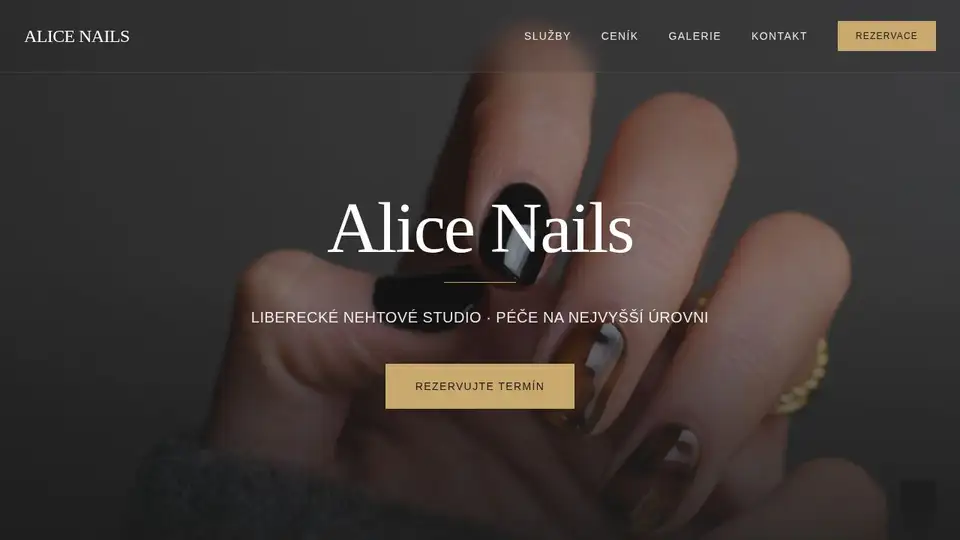 ALICE NAILS
SLUŽBY
CENÍK
GALERIE
KONTAKT
REZERVACE
Alice Nails
LIBERECKÉ NEHTOVÉ STUDIO · PÉČE NA NEJVYŠŠÍ ÚROVNI
REZERVUJTE TERMÍN